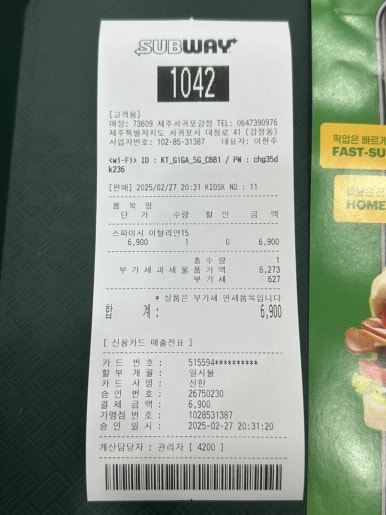 SUBWAY
1042
[고객용]
매장: 73609 제주서귀포강정 TEL: 0647390976
제주특별자치도 서귀포시 대청로 41 (강정동)
사업자번호: 102-85-31387 대표자: 이현주
<Wi-Fi> ID : KT_GiGA_5G_CBB1 / PW : chg35d
k236
[판매] 2025/02/27 20:31 KIOSK NO : 11
품 목 명
단 가 수량 할 인 금 액
스파이시 이탈리안15
6,900 1 0 6,900
총 수 량 1
부 가 세 과 세 물 품 가 액 6,273
부 가 세 627
* 상품은 부가세 면세품목입니다
합 계: 6,900
[ 신용카드 매출전표 ]
카 드 번 호 : 515594**********
할 부 개 월 : 일시불
카 드 사 명 : 신한
승 인 번 호 : 26750230
결 제 금 액 : 6,900
가맹점 번호 : 1028531387
승 인 일 시 : 2025-02-27 20:31:20
계산담당자 : 관리자 [ 4200 ]
픽업은 빠르게
FAST-SU
HOME